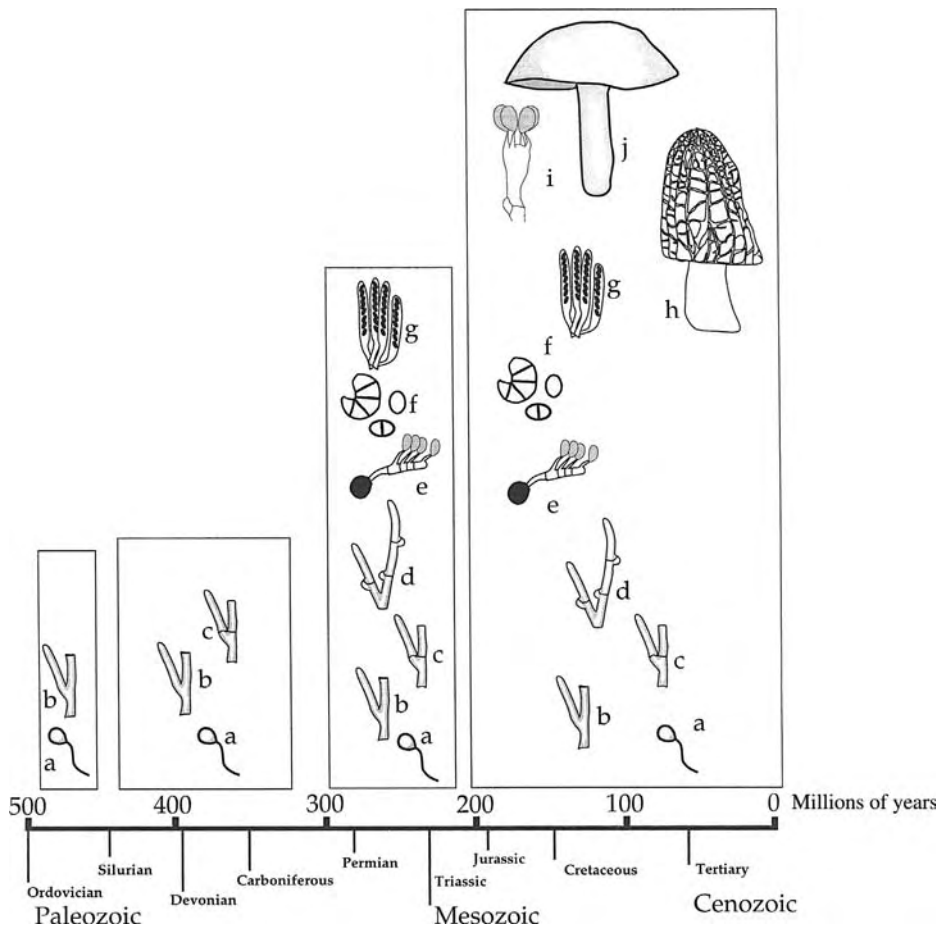 j
i
g
h
g
f
f
e
e
d
d
c
c
c
b
b
b
b
a
a
a
a
500 400 300 200 100 0 Millions of years
Ordovician Silurian Devonian Carboniferous Permian Triassic Jurassic Cretaceous Tertiary
Paleozoic Mesozoic Cenozoic